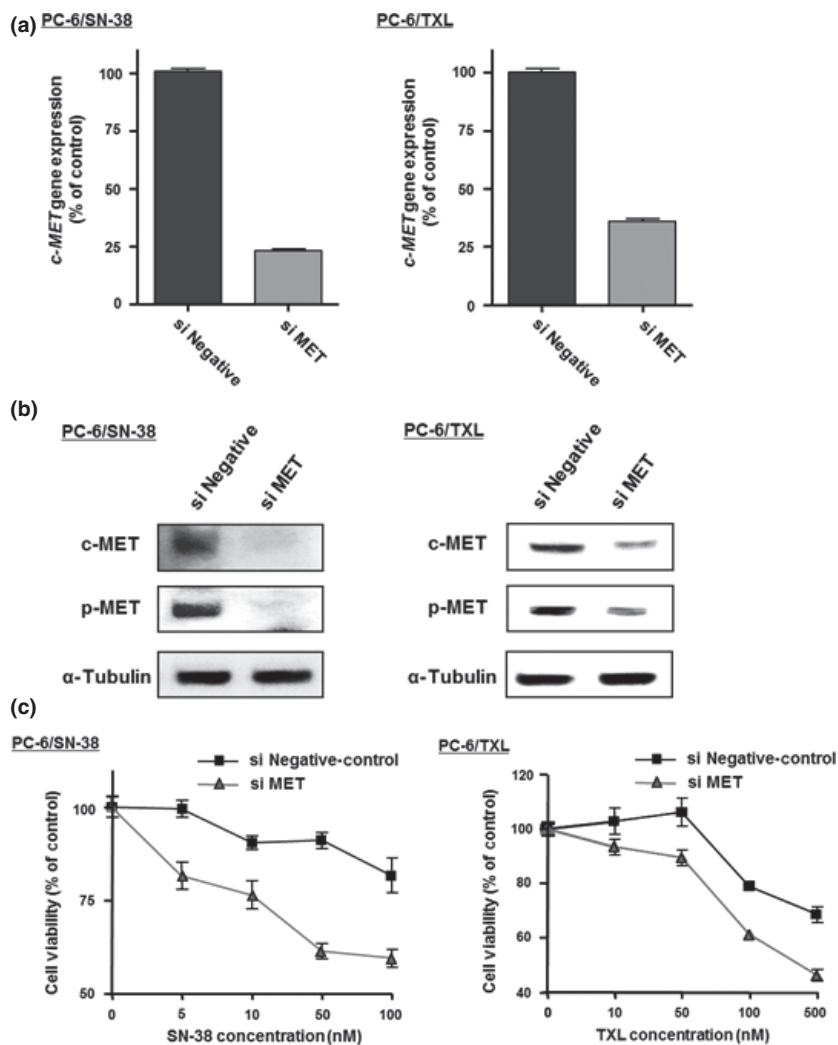 (a)
PC-6/SN-38
PC-6/TXL
c-MET gene expression
(% of control)
100
75
50
25
0
si Negative
si MET
c-MET gene expression
(% of control)
100
75
50
25
0
si Negative
si MET
(b)
PC-6/SN-38
si Negative
si MET
c-MET
p-MET
α-Tubulin
PC-6/TXL
si Negative
si MET
c-MET
p-MET
α-Tubulin
(c)
PC-6/SN-38
si Negative-control
si MET
Cell viability (% of control)
100
75
50
0
5
10
50
100
SN-38 concentration (nM)
PC-6/TXL
si Negative-control
si MET
Cell viability (% of control)
120
100
80
60
40
0
10
50
100
500
TXL concentration (nM)